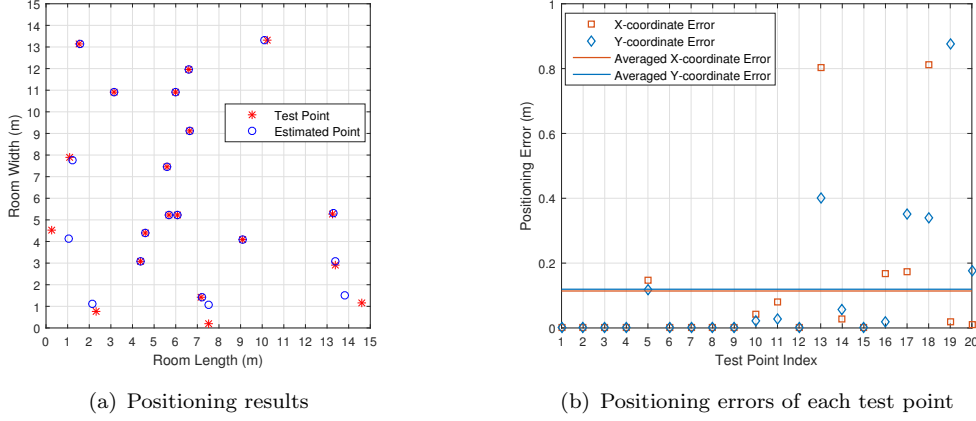 15
14
13
12
11
10
9
8
7
6
5
4
3
2
1
0
Room Width (m)
Test Point
Estimated Point
0 1 2 3 4 5 6 7 8 9 10 11 12 13 14 15
Room Length (m)
(a) Positioning results
1
0.8
0.6
0.4
0.2
0
Positioning Error (m)
X-coordinate Error
Y-coordinate Error
Averaged X-coordinate Error
Averaged Y-coordinate Error
1 2 3 4 5 6 7 8 9 10 11 12 13 14 15 16 17 18 19 20
Test Point Index
(b) Positioning errors of each test point